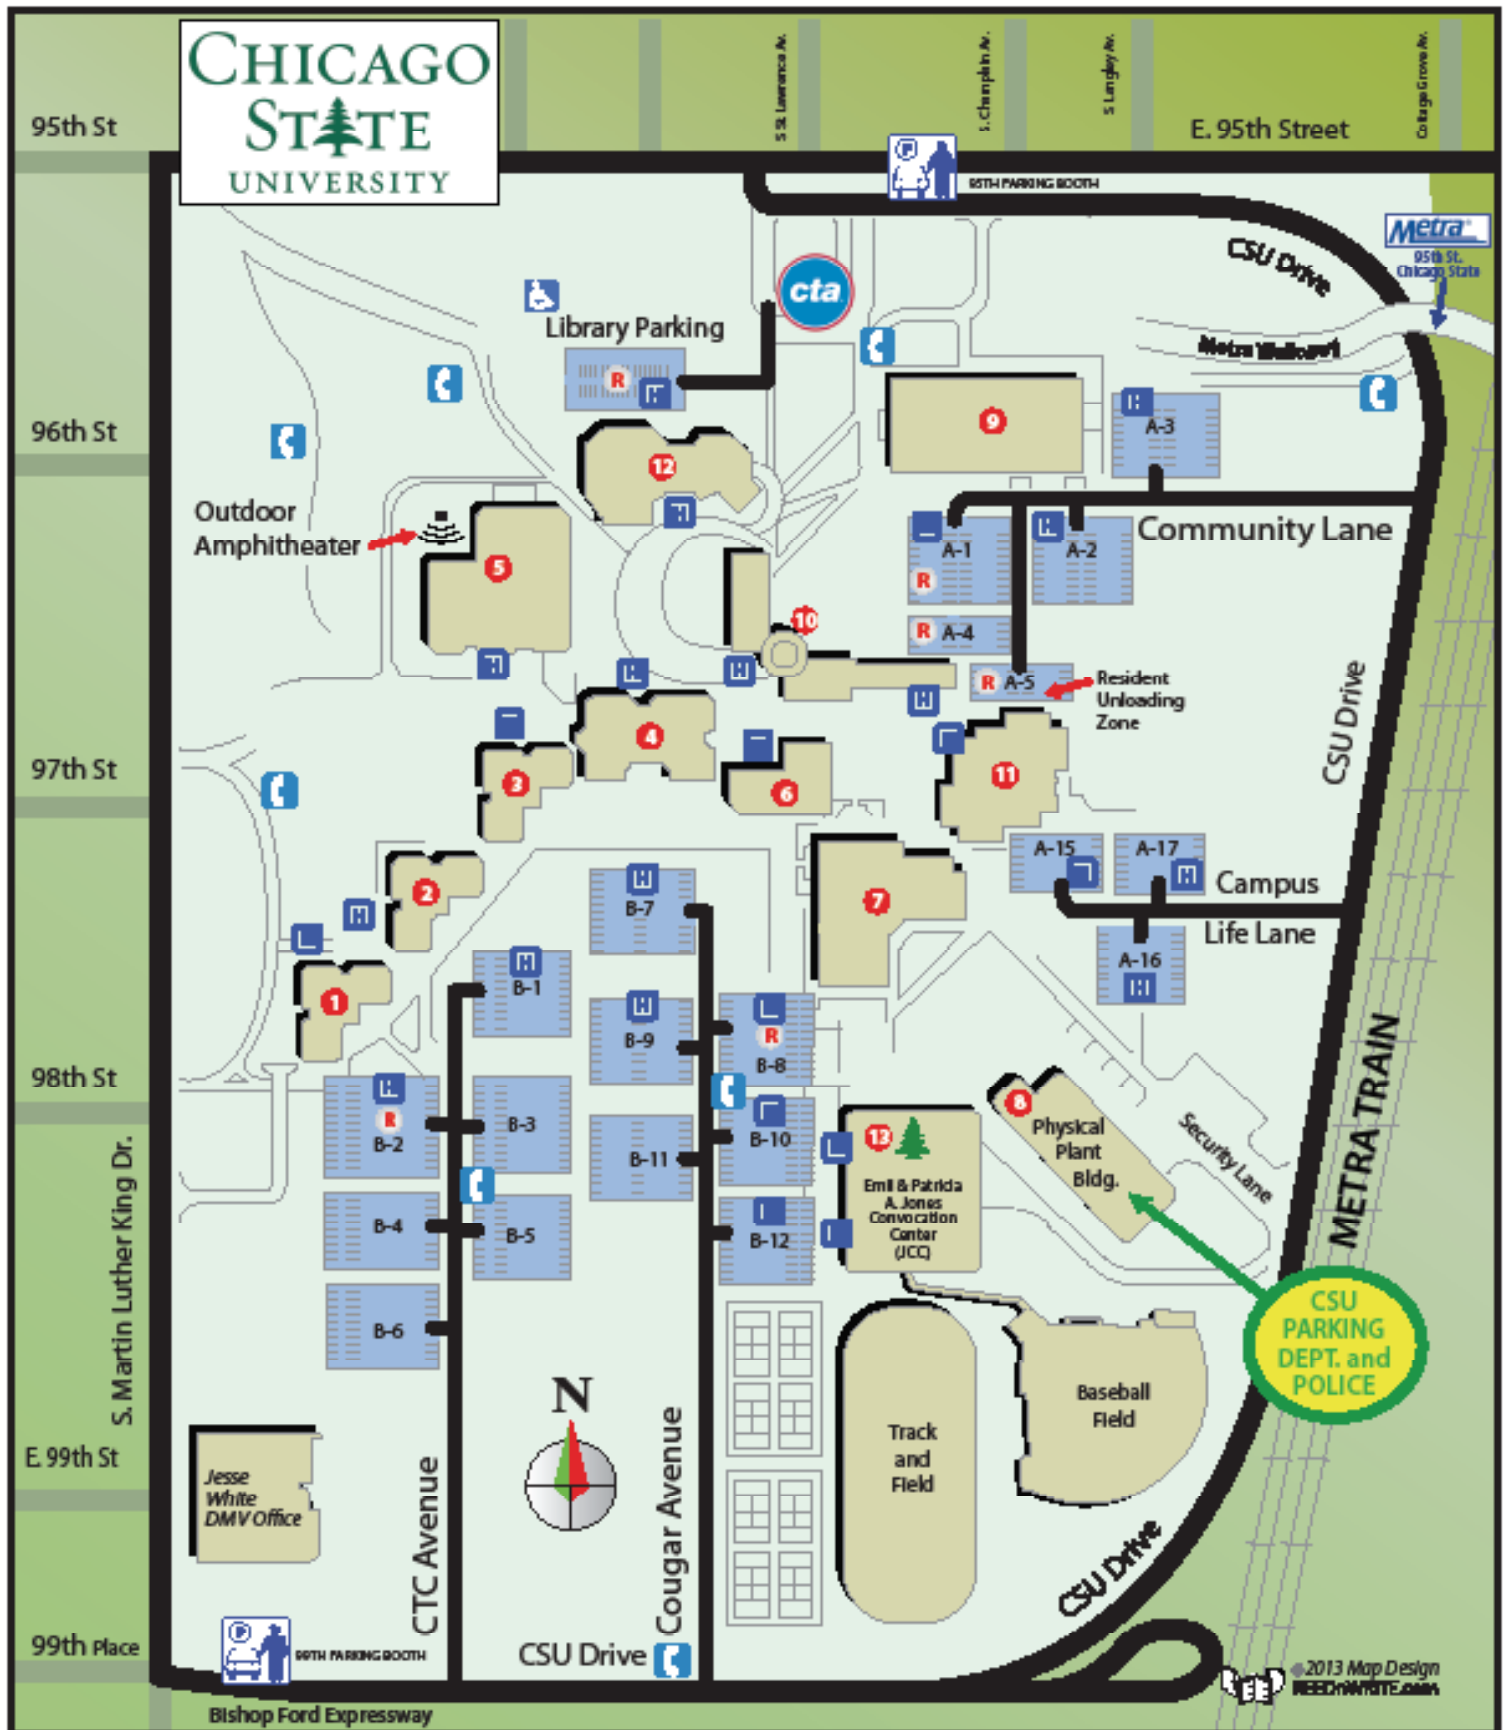 CHICAGO
STATE
UNIVERSITY
S St Lawrence Av.
S. Champlain Av.
S Langley Av.
Cottage Grove Av.
95th St
E. 95th Street
95TH PARKING BOOTH
Metra
95th St.
Chicago State
CSU Drive
cta
Library Parking
Metra Walkway
R
96th St
9
A-3
12
Outdoor
Amphitheater
Community Lane
A-1
A-2
5
R
10
R A-4
R A-5
Resident
Unloading
Zone
CSU Drive
4
97th St
3
6
11
A-15
A-17
Campus
Life Lane
2
B-7
7
A-16
1
B-1
B-9
R
B-8
98th St
8
Physical
Plant
Bldg.
Security Lane
METRA TRAIN
R
B-2
B-3
B-10
13
B-11
Emil & Patricia
A. Jones
Convocation
Center
(JCC)
B-4
B-5
B-12
S. Martin Luther King Dr.
B-6
CSU
PARKING
DEPT. and
POLICE
N
Baseball
Field
Track
and
Field
E. 99th St
Jesse
White
DMV Office
CTC Avenue
Cougar Avenue
CSU Drive
99th Place
99TH PARKING BOOTH
CSU Drive
2013 Map Design
Bishop Ford Expressway